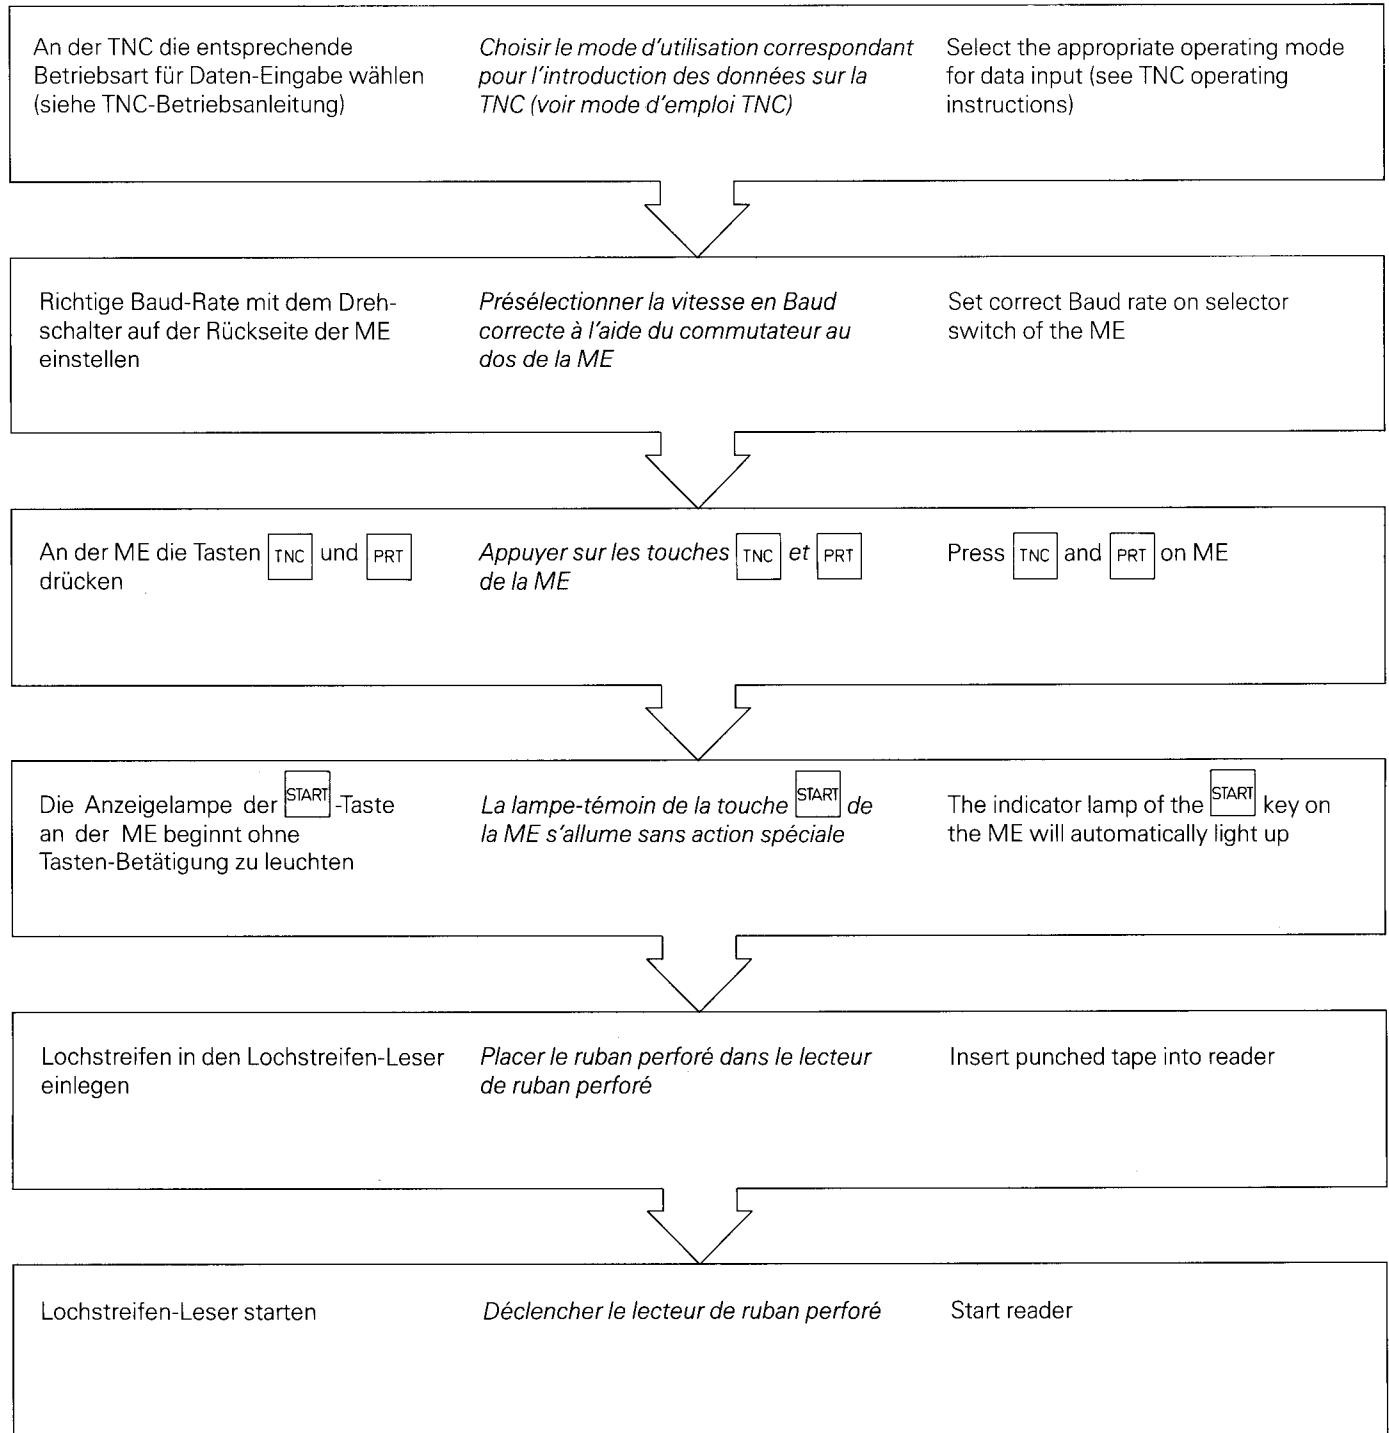 An der TNC die entsprechende
Betriebsart für Daten-Eingabe wählen
(siehe TNC-Betriebsanleitung)
Choisir le mode d'utilisation correspondant
pour l'introduction des données sur la
TNC (voir mode d'emploi TNC)
Select the appropriate operating mode
for data input (see TNC operating
instructions)
Richtige Baud-Rate mit dem Dreh-
schalter auf der Rückseite der ME
einstellen
Présélectionner la vitesse en Baud
correcte à l'aide du commutateur au
dos de la ME
Set correct Baud rate on selector
switch of the ME
An der ME die Tasten TNC und PRT
drücken
Appuyer sur les touches TNC et PRT
de la ME
Press TNC and PRT on ME
Die Anzeigelampe der START -Taste
an der ME beginnt ohne
Tasten-Betätigung zu leuchten
La lampe-témoin de la touche START de
la ME s'allume sans action spéciale
The indicator lamp of the START key on
the ME will automatically light up
Lochstreifen in den Lochstreifen-Leser
einlegen
Placer le ruban perforé dans le lecteur
de ruban perforé
Insert punched tape into reader
Lochstreifen-Leser starten
Déclencher le lecteur de ruban perforé
Start reader